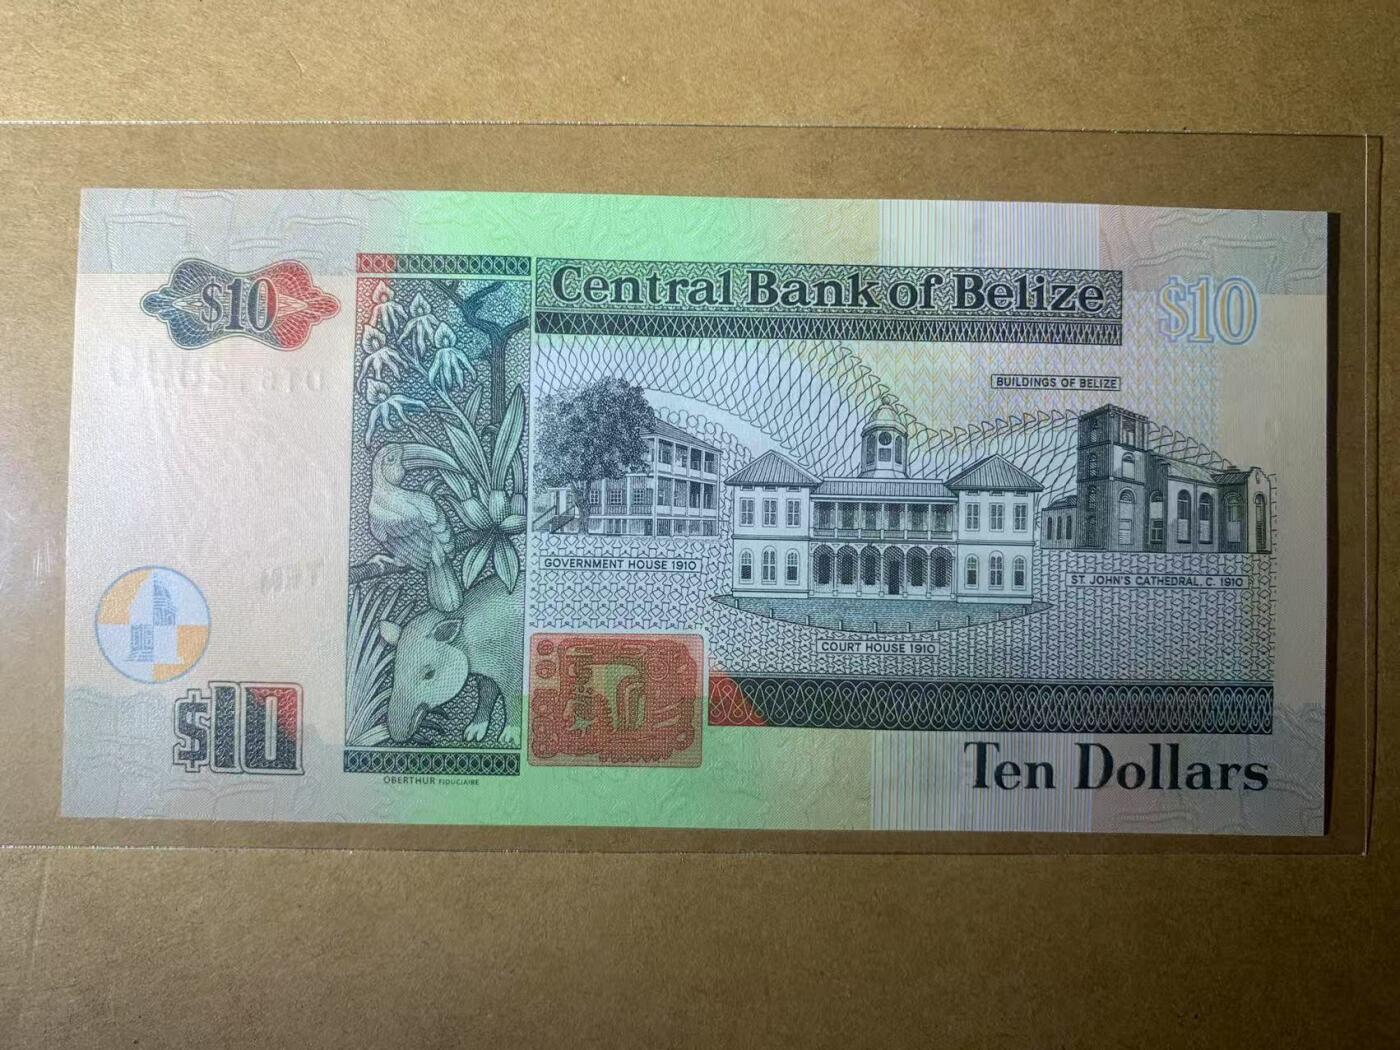 $10
Central Bank of Belize
$10
BUILDINGS OF BELIZE
GOVERNMENT HOUSE 1910
ST. JOHN'S CATHEDRAL, C. 1910
COURT HOUSE 1910
$10
Ten Dollars
OBERTHUR FIDUCIAIRE